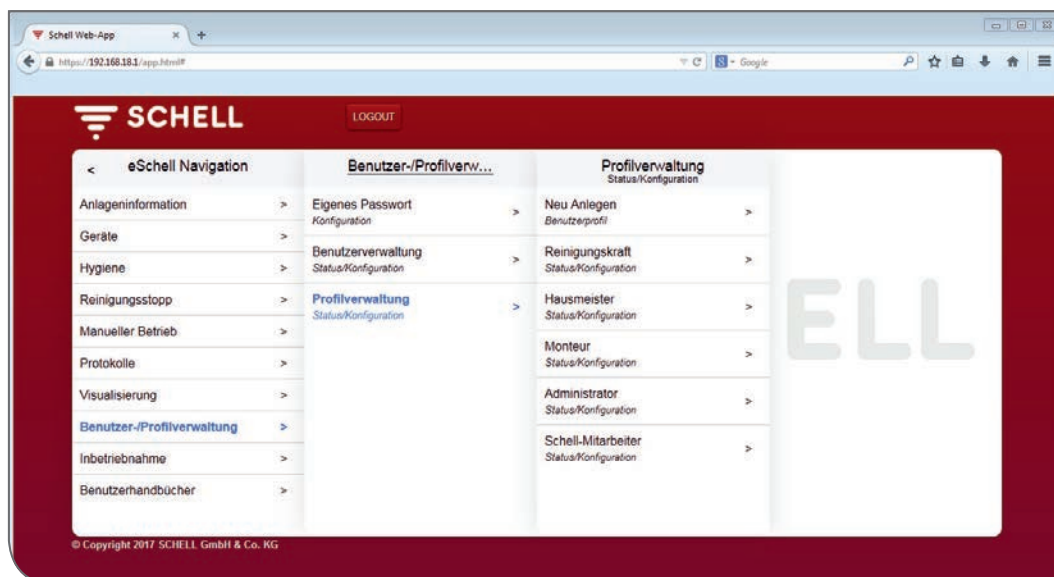 Schell Web-App
https://192.168.18.1/app.html#
Google
SCHELL
LOGOUT
< eSchell Navigation
Anlageninformation >
Geräte >
Hygiene >
Reinigungsstopp >
Manueller Betrieb >
Protokolle >
Visualisierung >
Benutzer-/Profilverwaltung >
Inbetriebnahme >
Benutzerhandbücher >
Benutzer-/Profilverw...
Eigenes Passwort >
Konfiguration
Benutzerverwaltung >
Status/Konfiguration
Profilverwaltung >
Status/Konfiguration
Profilverwaltung
Status/Konfiguration
Neu Anlegen >
Benutzerprofil
Reinigungskraft >
Status/Konfiguration
Hausmeister >
Status/Konfiguration
Monteur >
Status/Konfiguration
Administrator >
Status/Konfiguration
Schell-Mitarbeiter >
Status/Konfiguration
ELL
© Copyright 2017 SCHELL GmbH & Co. KG